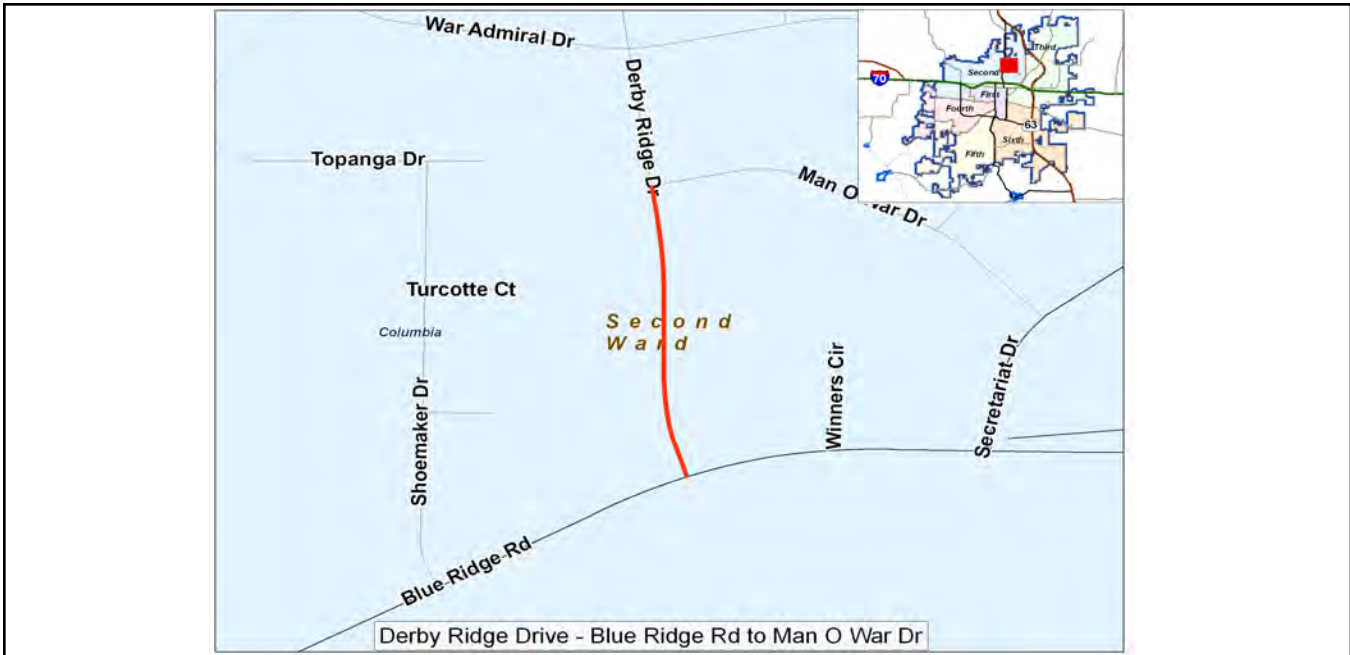 War Admiral Dr
Derby Ridge Dr
Topanga Dr
Man O War Dr
Turcotte Ct
Columbia
Second
Ward
Shoemaker Dr
Winners Cir
Secretariat Dr
Blue Ridge Rd
Derby Ridge Drive - Blue Ridge Rd to Man O War Dr
Third
Second
70
First
Fourth
63
Fifth
Sixth